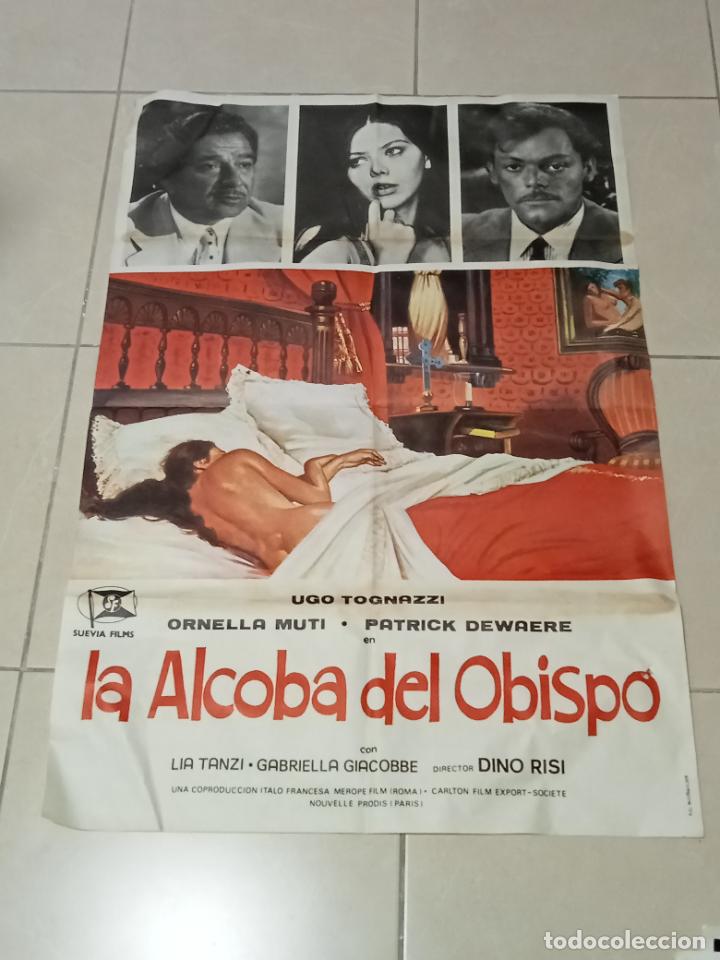 SF
SUEVIA FILMS
UGO TOGNAZZI
ORNELLA MUTI • PATRICK DEWAERE
en
la Alcoba del Obispo
con
LIA TANZI • GABRIELLA GIACOBBE DIRECTOR DINO RISI
UNA COPRODUCCION ITALO FRANCESA MEROPE FILM (ROMA) • CARLTON FILM EXPORT-SOCIETE
NOUVELLE PRODIS (PARIS)
todocoleccion